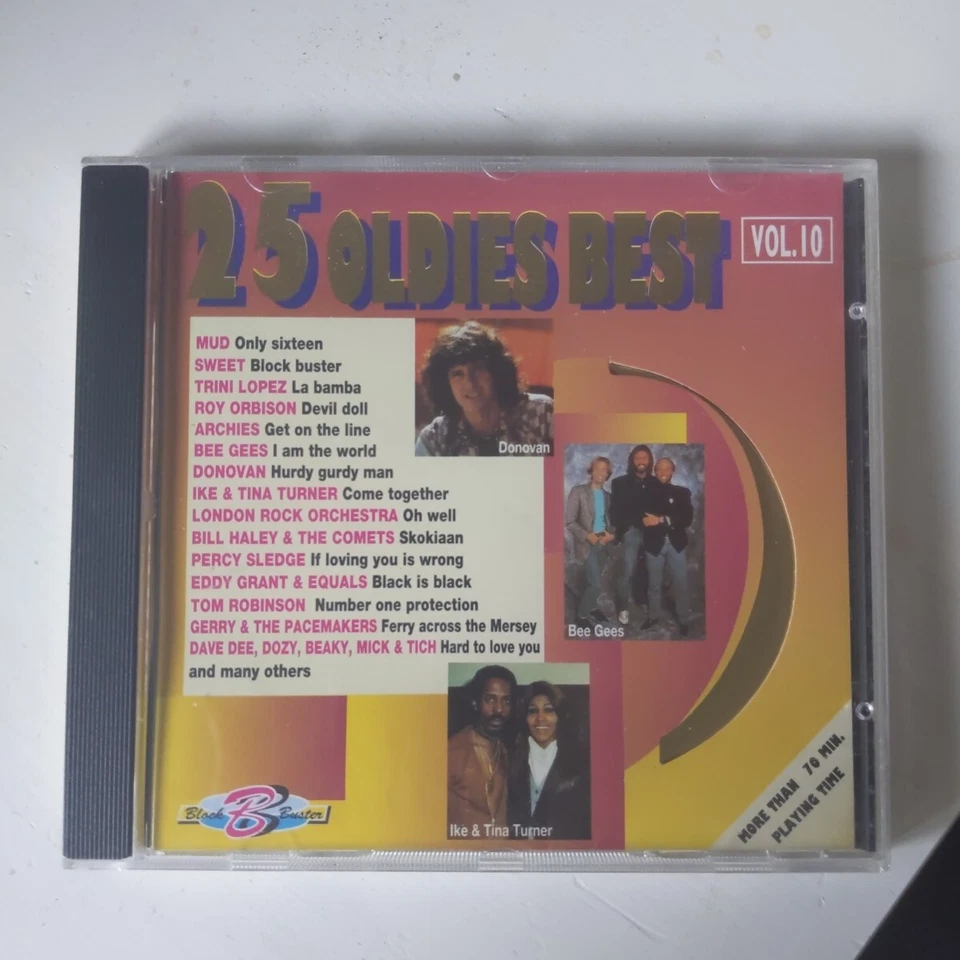 25 OLDIES BEST
VOL.10
MUD Only sixteen
SWEET Block buster
TRINI LOPEZ La bamba
ROY ORBISON Devil doll
ARCHIES Get on the line
BEE GEES I am the world
DONOVAN Hurdy gurdy man
IKE & TINA TURNER Come together
LONDON ROCK ORCHESTRA Oh well
BILL HALEY & THE COMETS Skokiaan
PERCY SLEDGE If loving you is wrong
EDDY GRANT & EQUALS Black is black
TOM ROBINSON Number one protection
GERRY & THE PACEMAKERS Ferry across the Mersey
DAVE DEE, DOZY, BEAKY, MICK & TICH Hard to love you
and many others
Donovan
Bee Gees
Ike & Tina Turner
Block B Buster
MORE THAN 70 MIN.
PLAYING TIME